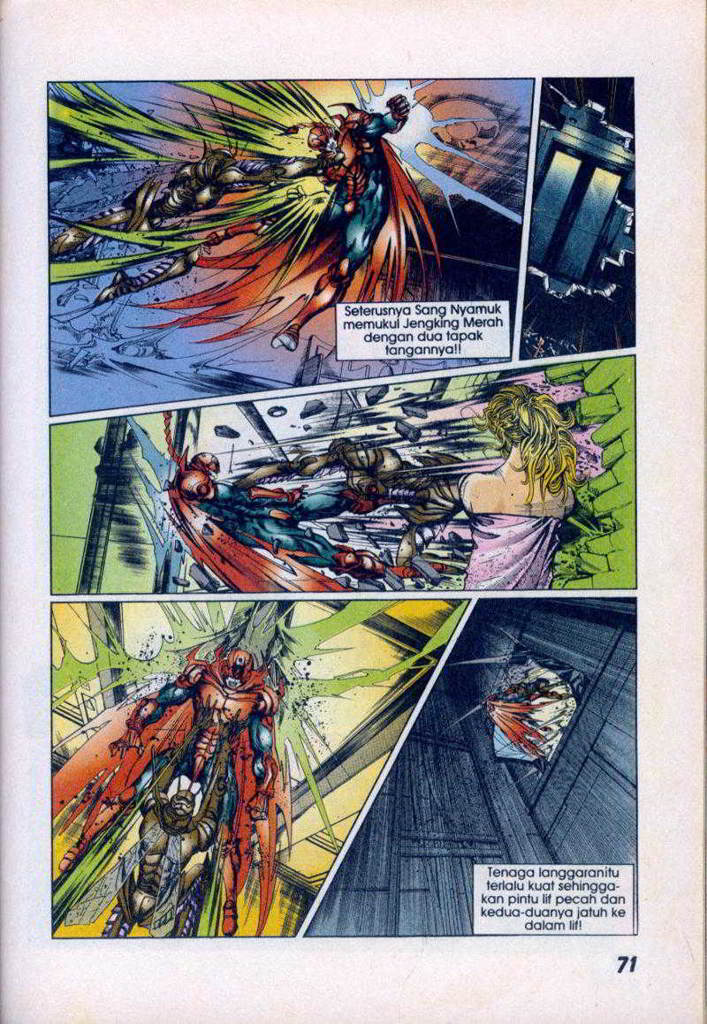 Seterusnya Sang Nyamuk
memukul Jengking Merah
dengan dua tapak
tangannya!!
Tenaga langgaranitu
terlalu kuat sehingga-
kan pintu lif pecah dan
kedua-duanya jatuh ke
dalam lif!
71